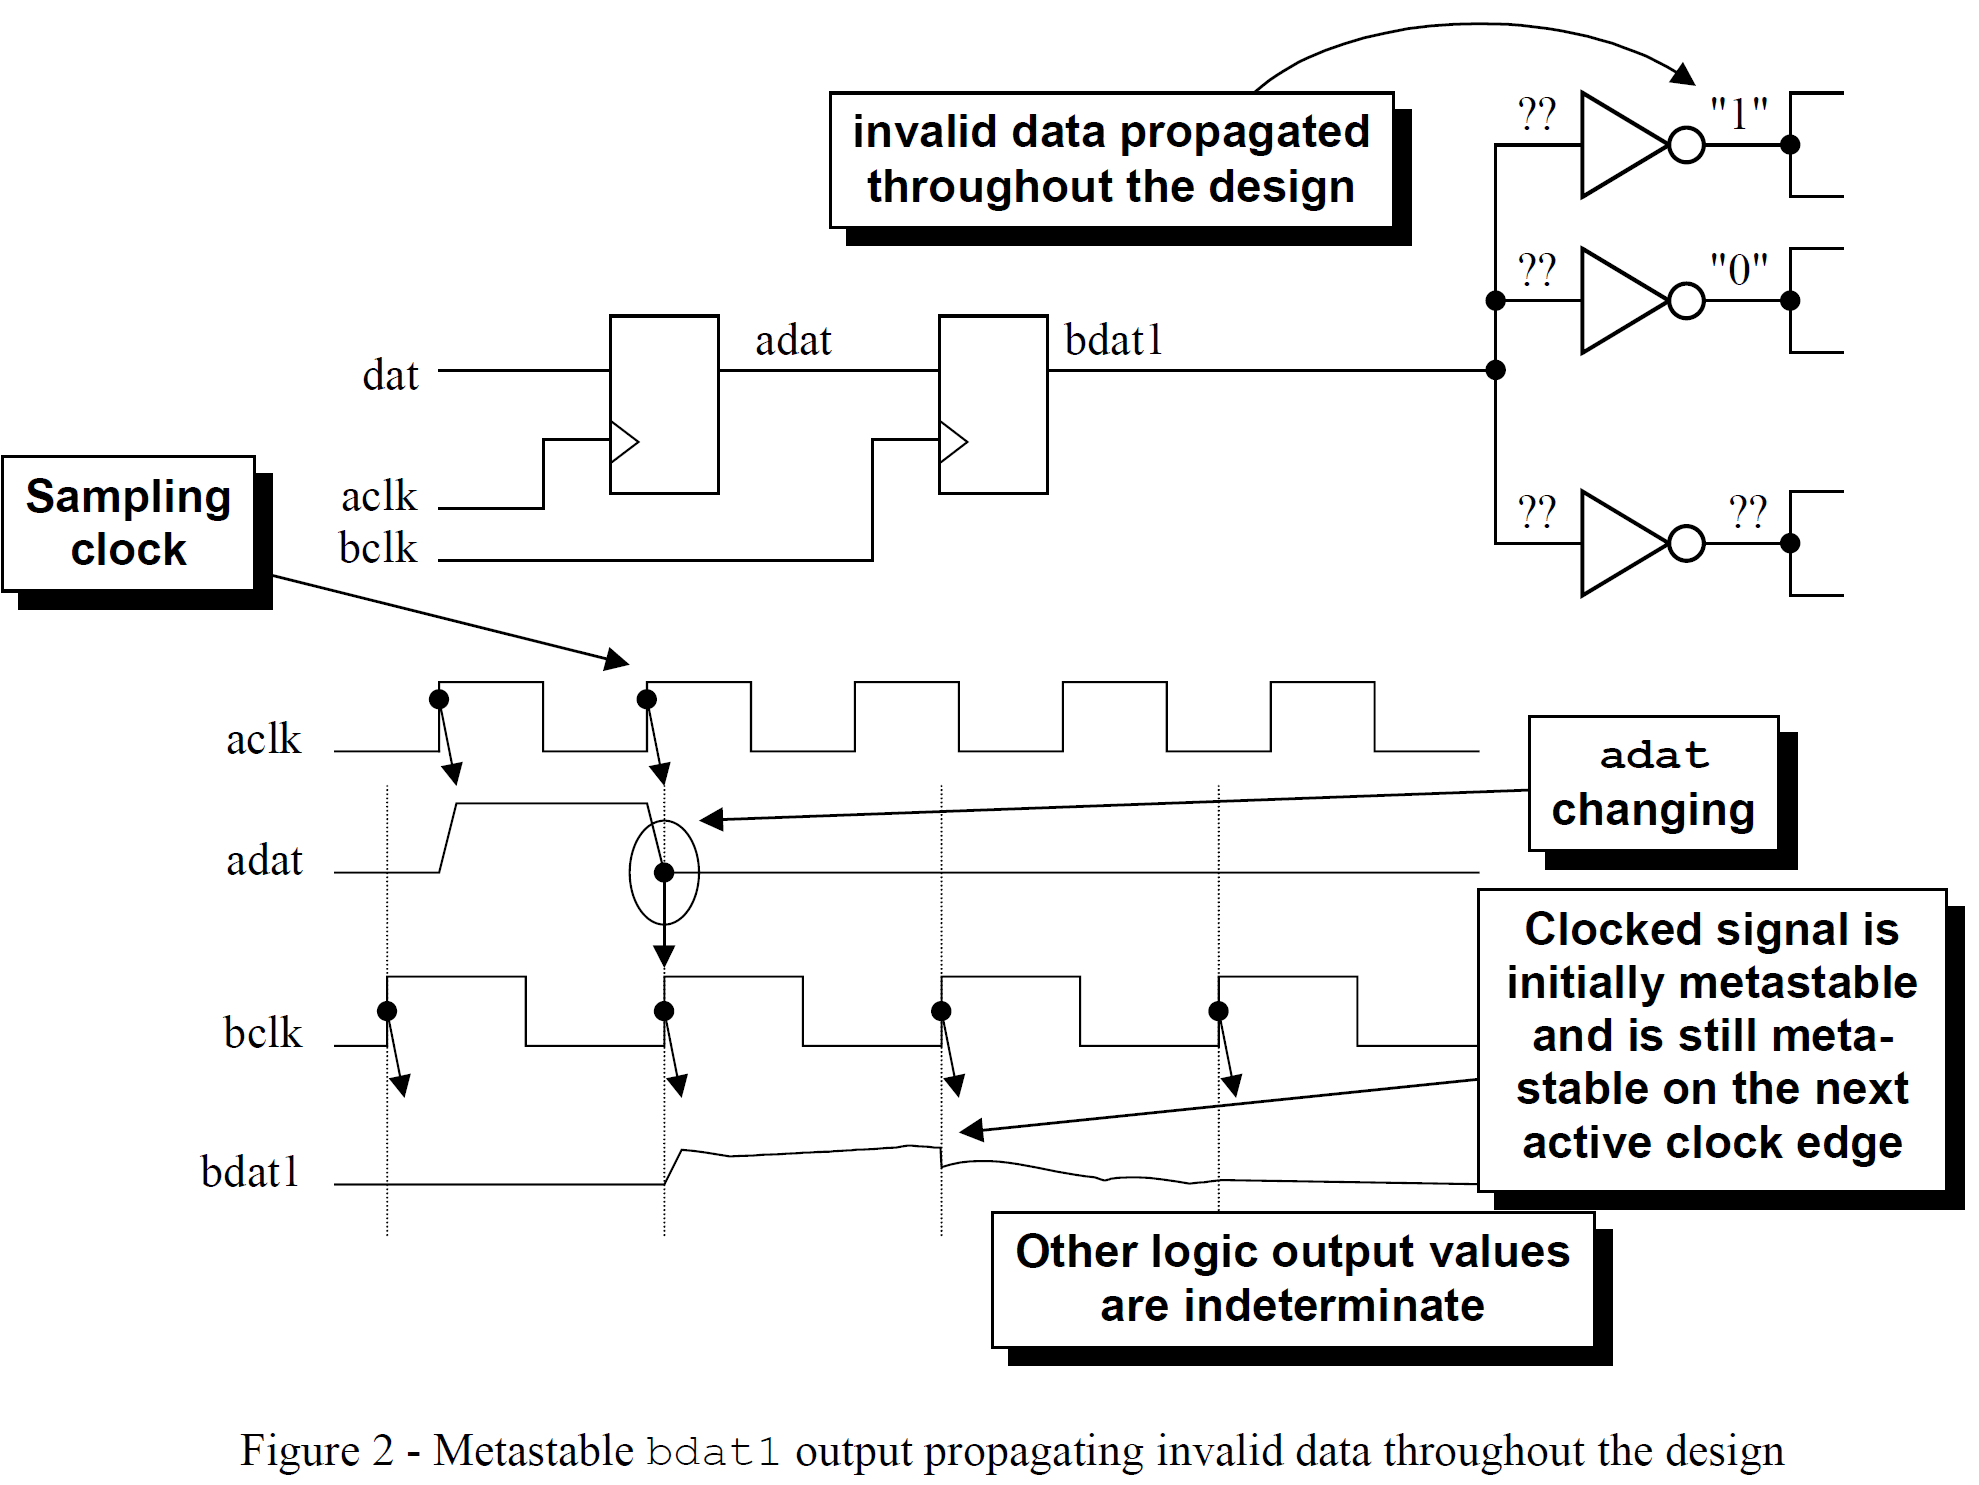 invalid data propagated
throughout the design
?? "1"
?? "0"
adat
bdat1
dat
Sampling
clock
aclk
bclk
?? ??
aclk
adat
changing
adat
Clocked signal is
initially metastable
and is still meta-
stable on the next
active clock edge
bclk
bdat1
Other logic output values
are indeterminate
Figure 2 - Metastable bdat1 output propagating invalid data throughout the design